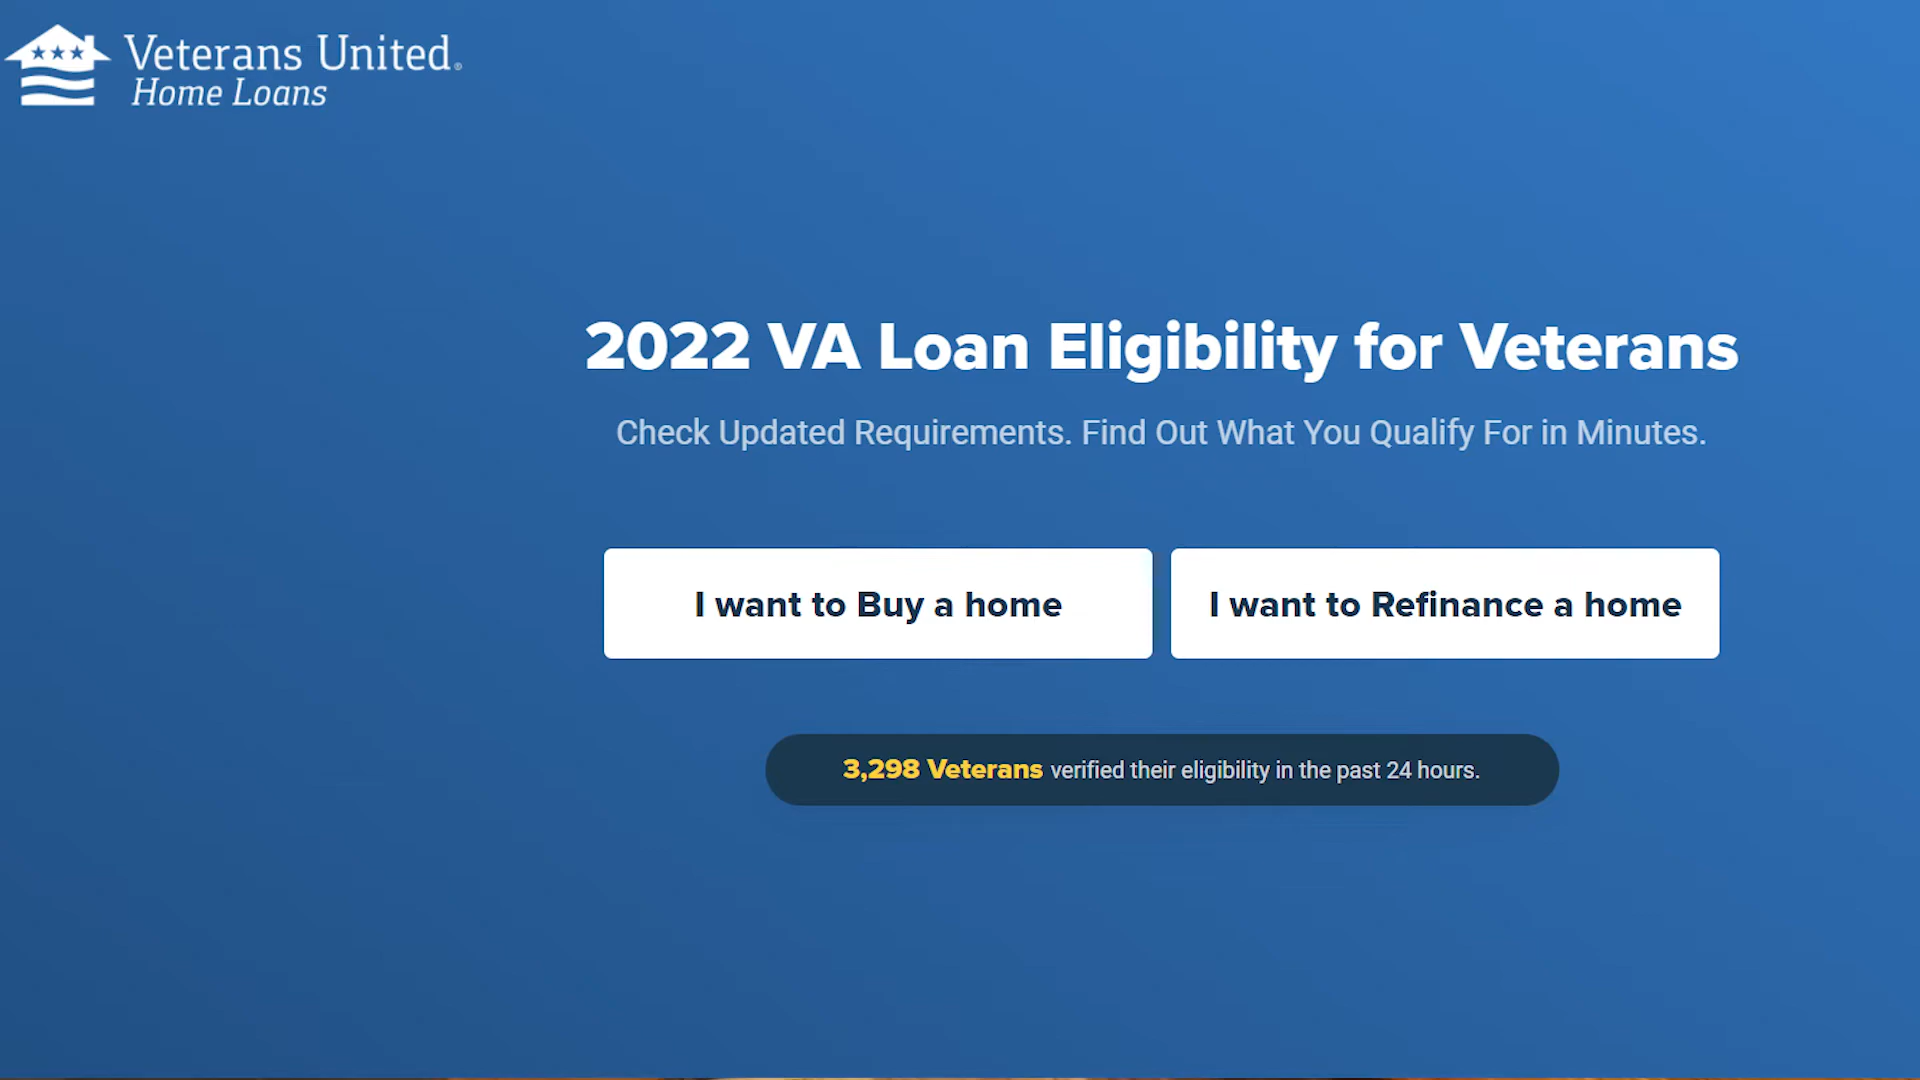 Veterans United®
Home Loans
2022 VA Loan Eligibility for Veterans
Check Updated Requirements. Find Out What You Qualify For in Minutes.
I want to Buy a home
I want to Refinance a home
3,298 Veterans verified their eligibility in the past 24 hours.